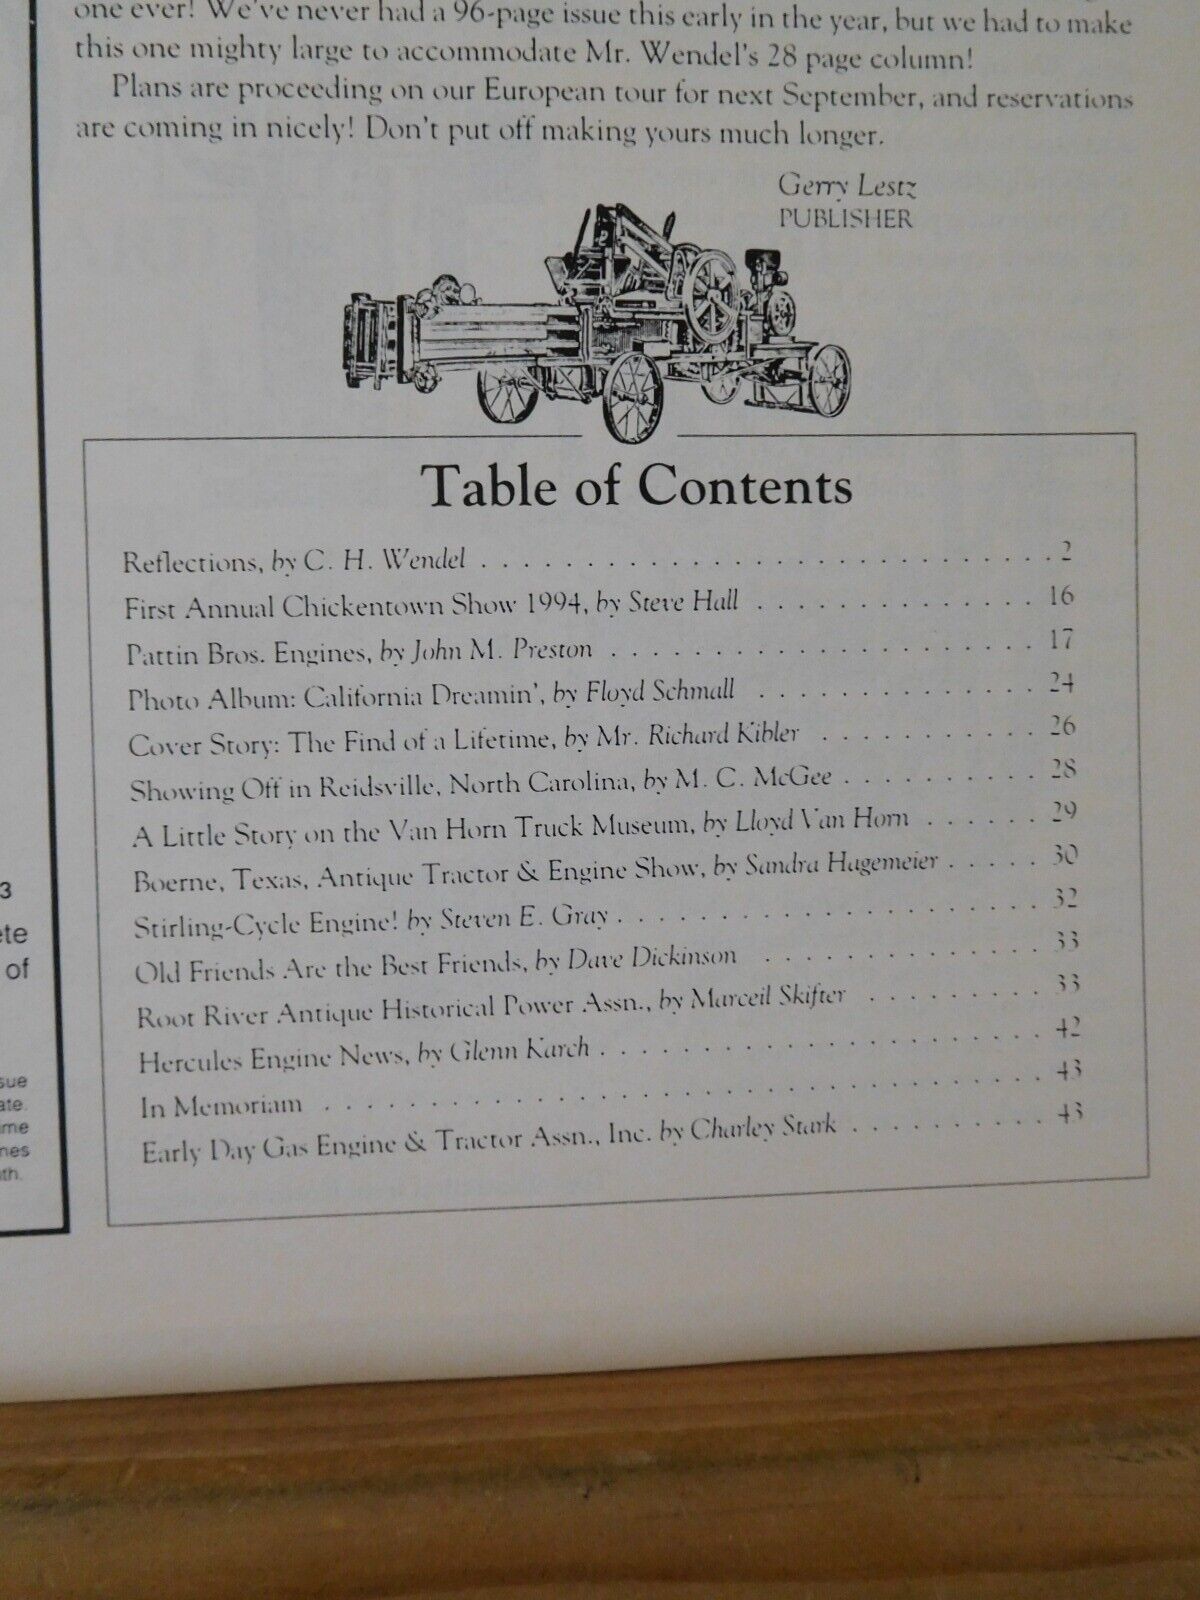 one ever! We've never had a 96-page issue this early in the year, but we had to make
this one mighty large to accommodate Mr. Wendel's 28 page column!
Plans are proceeding on our European tour for next September, and reservations
are coming in nicely! Don't put off making yours much longer.
Gerry Lestz
PUBLISHER
Table of Contents
Reflections, by C. H. Wendel . . . . . . . . . . . . . . . . . . . . . . . . . . . 2
First Annual Chickentown Show 1994, by Steve Hall . . . . . . . . . . . . . 16
Pattin Bros. Engines, by John M. Preston . . . . . . . . . . . . . . . . . . . . 17
Photo Album: California Dreamin', by Floyd Schmall . . . . . . . . . . . . . 24
Cover Story: The Find of a Lifetime, by Mr. Richard Kibler . . . . . . . . . . 26
Showing Off in Reidsville, North Carolina, by M. C. McGee . . . . . . . . . 28
A Little Story on the Van Horn Truck Museum, by Lloyd Van Horn . . . . . . 29
Boerne, Texas, Antique Tractor & Engine Show, by Sandra Hagemeier . . . . . 30
Stirling-Cycle Engine! by Steven E. Gray . . . . . . . . . . . . . . . . . . . . 32
Old Friends Are the Best Friends, by Dave Dickinson . . . . . . . . . . . . . 33
Root River Antique Historical Power Assn., by Marceil Skifter . . . . . . . . 33
Hercules Engine News, by Glenn Karch . . . . . . . . . . . . . . . . . . . . . 42
In Memoriam . . . . . . . . . . . . . . . . . . . . . . . . . . . . . . . . . . 43
Early Day Gas Engine & Tractor Assn., Inc. by Charley Stark . . . . . . . . . 43
3
ete
of
sue
ate.
ime
nes
nth.